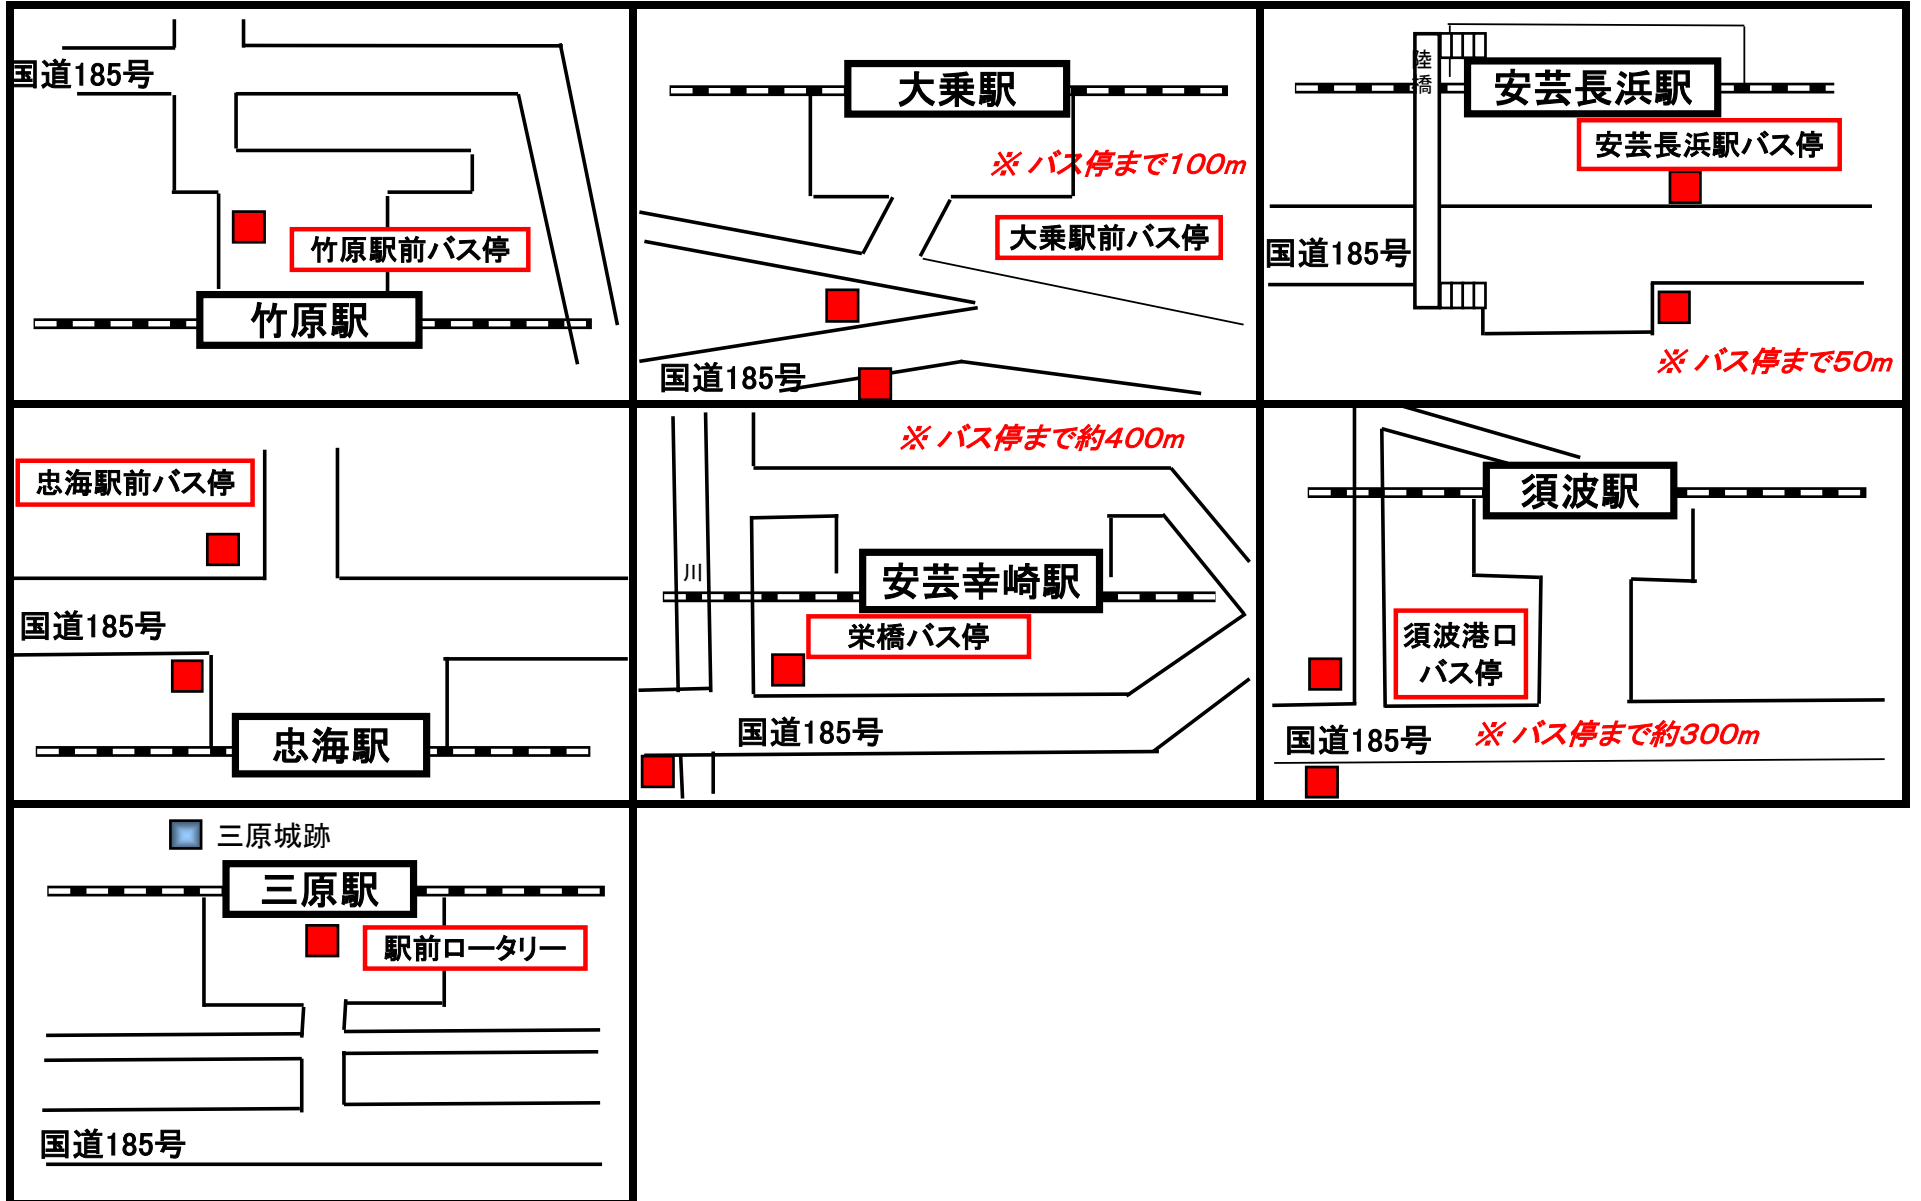 国道185号
竹原駅前バス停
竹原駅
大乗駅
※ バス停まで100m
大乗駅前バス停
国道185号
陸橋
安芸長浜駅
安芸長浜駅バス停
国道185号
※ バス停まで50m
忠海駅前バス停
国道185号
忠海駅
※ バス停まで約400m
川
安芸幸崎駅
栄橋バス停
国道185号
須波駅
須波港口
バス停
国道185号
※ バス停まで約300m
三原城跡
三原駅
駅前ロータリー
国道185号